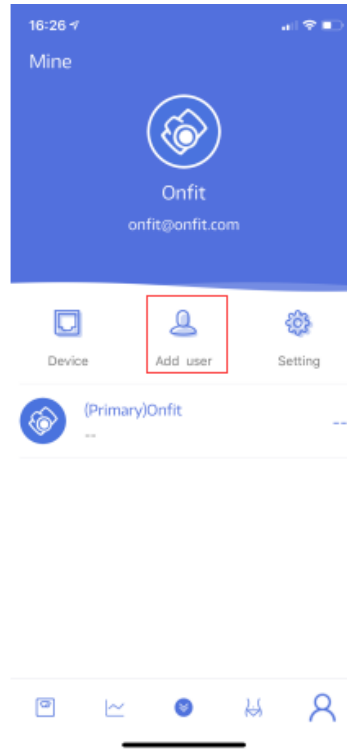 16:26
Mine
Onfit
onfit@onfit.com
Device
Add user
Setting
(Primary)Onfit
--
--